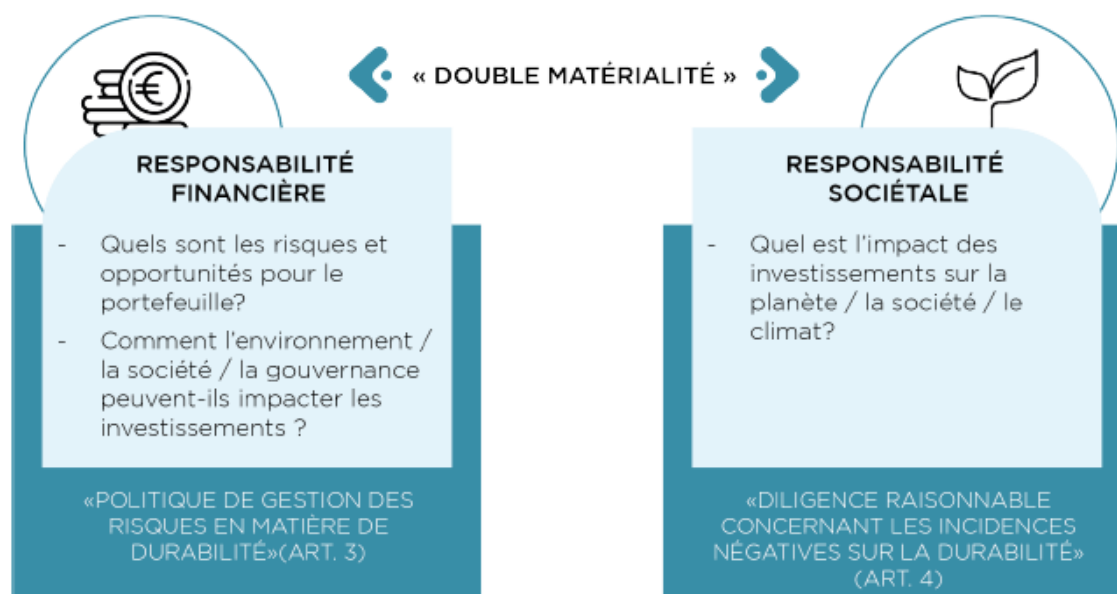 « DOUBLE MATÉRIALITÉ »
RESPONSABILITÉ
FINANCIÈRE
- Quels sont les risques et
opportunités pour le
portefeuille?
- Comment l’environnement /
la société / la gouvernance
peuvent-ils impacter les
investissements ?
«POLITIQUE DE GESTION DES
RISQUES EN MATIÈRE DE
DURABILITÉ»(ART. 3)
RESPONSABILITÉ
SOCIÉTALE
- Quel est l’impact des
investissements sur la
planète / la société / le
climat?
«DILIGENCE RAISONNABLE
CONCERNANT LES INCIDENCES
NÉGATIVES SUR LA DURABILITÉ»
(ART. 4)